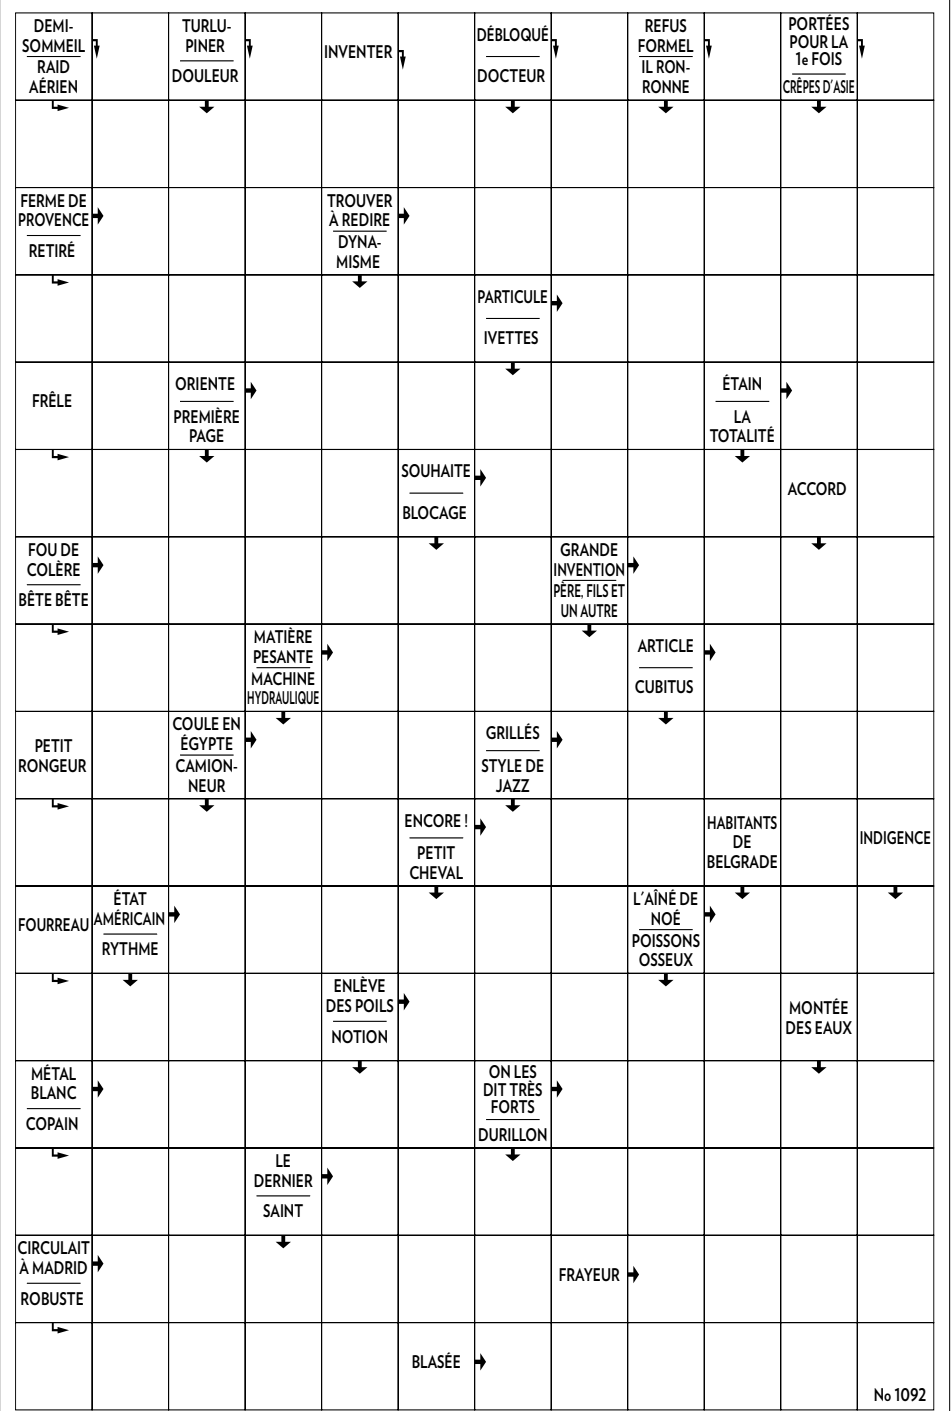 DEMI-
SOMMEIL
RAID
AÉRIEN
TURLU-
PINER
DOULEUR
INVENTER
DÉBLOQUÉ
DOCTEUR
REFUS
FORMEL
IL RON-
RONNE
PORTÉES
POUR LA
1e FOIS
CRÊPES D'ASIE
FERME DE
PROVENCE
RETIRÉ
TROUVER
À REDIRE
DYNA-
MISME
PARTICULE
IVETTES
FRÊLE
ORIENTE
PREMIÈRE
PAGE
ÉTAIN
LA
TOTALITÉ
SOUHAITE
BLOCAGE
ACCORD
FOU DE
COLÈRE
BÊTE BÊTE
GRANDE
INVENTION
PÈRE, FILS ET
UN AUTRE
MATIÈRE
PESANTE
MACHINE
HYDRAULIQUE
ARTICLE
CUBITUS
PETIT
RONGEUR
COULE EN
ÉGYPTE
CAMION-
NEUR
GRILLÉS
STYLE DE
JAZZ
ENCORE !
PETIT
CHEVAL
HABITANTS
DE
BELGRADE
INDIGENCE
FOURREAU
ÉTAT
AMÉRICAIN
RYTHME
L'AÎNÉ DE
NOÉ
POISSONS
OSSEUX
ENLÈVE
DES POILS
NOTION
MONTÉE
DES EAUX
MÉTAL
BLANC
COPAIN
ON LES
DIT TRÈS
FORTS
DURILLON
LE
DERNIER
SAINT
CIRCULAIT
À MADRID
ROBUSTE
FRAYEUR
BLASÉE
No 1092